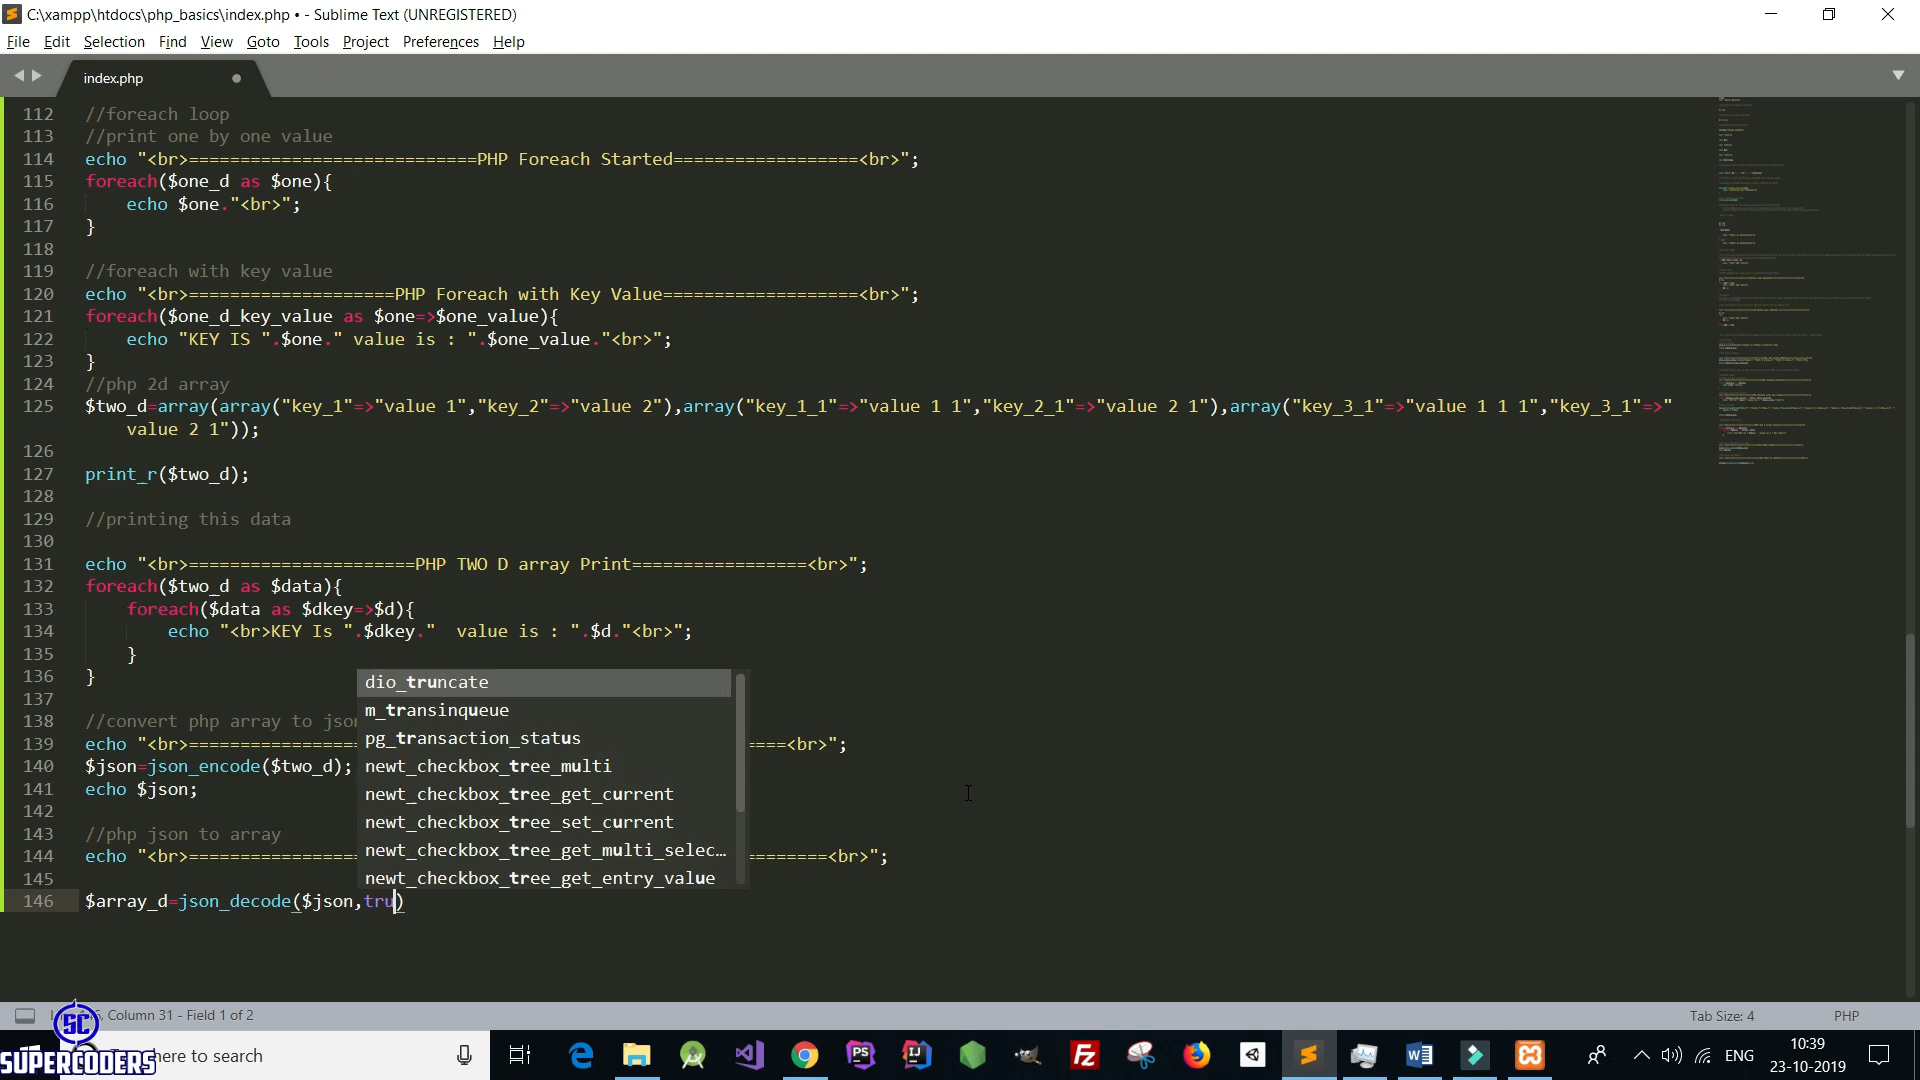 C:\xampp\htdocs\php_basics\index.php • - Sublime Text (UNREGISTERED)
File Edit Selection Find View Goto Tools Project Preferences Help
index.php
112 //foreach loop
113 //print one by one value
114 echo "<br>============================PHP Foreach Started==================<br>";
115 foreach($one_d as $one){
116 echo $one."<br>";
117 }
118
119 //foreach with key value
120 echo "<br>====================PHP Foreach with Key Value===================<br>";
121 foreach($one_d_key_value as $one=>$one_value){
122 echo "KEY IS ".$one." value is : ".$one_value."<br>";
123 }
124 //php 2d array
125 $two_d=array(array("key_1"=>"value 1","key_2"=>"value 2"),array("key_1_1"=>"value 1 1","key_2_1"=>"value 2 1"),array("key_3_1"=>"value 1 1 1","key_3_1"=>"
value 2 1"));
126
127 print_r($two_d);
128
129 //printing this data
130
131 echo "<br>======================PHP TWO D array Print=================<br>";
132 foreach($two_d as $data){
133 foreach($data as $dkey=>$d){
134 echo "<br>KEY Is ".$dkey."  value is : ".$d."<br>";
135 }
136 }
137
138 //convert php array to json
139 echo "<br>================= ====<br>";
140 $json=json_encode($two_d);
141 echo $json;
142
143 //php json to array
144 echo "<br>================= ========<br>";
145
146 $array_d=json_decode($json,tru)
dio_truncate
m_transinqueue
pg_transaction_status
newt_checkbox_tree_multi
newt_checkbox_tree_get_current
newt_checkbox_tree_set_current
newt_checkbox_tree_get_multi_selec...
newt_checkbox_tree_get_entry_value
Column 31 - Field 1 of 2
Tab Size: 4
PHP
SC
SUPERCODERS
here to search
ENG
10:39
23-10-2019